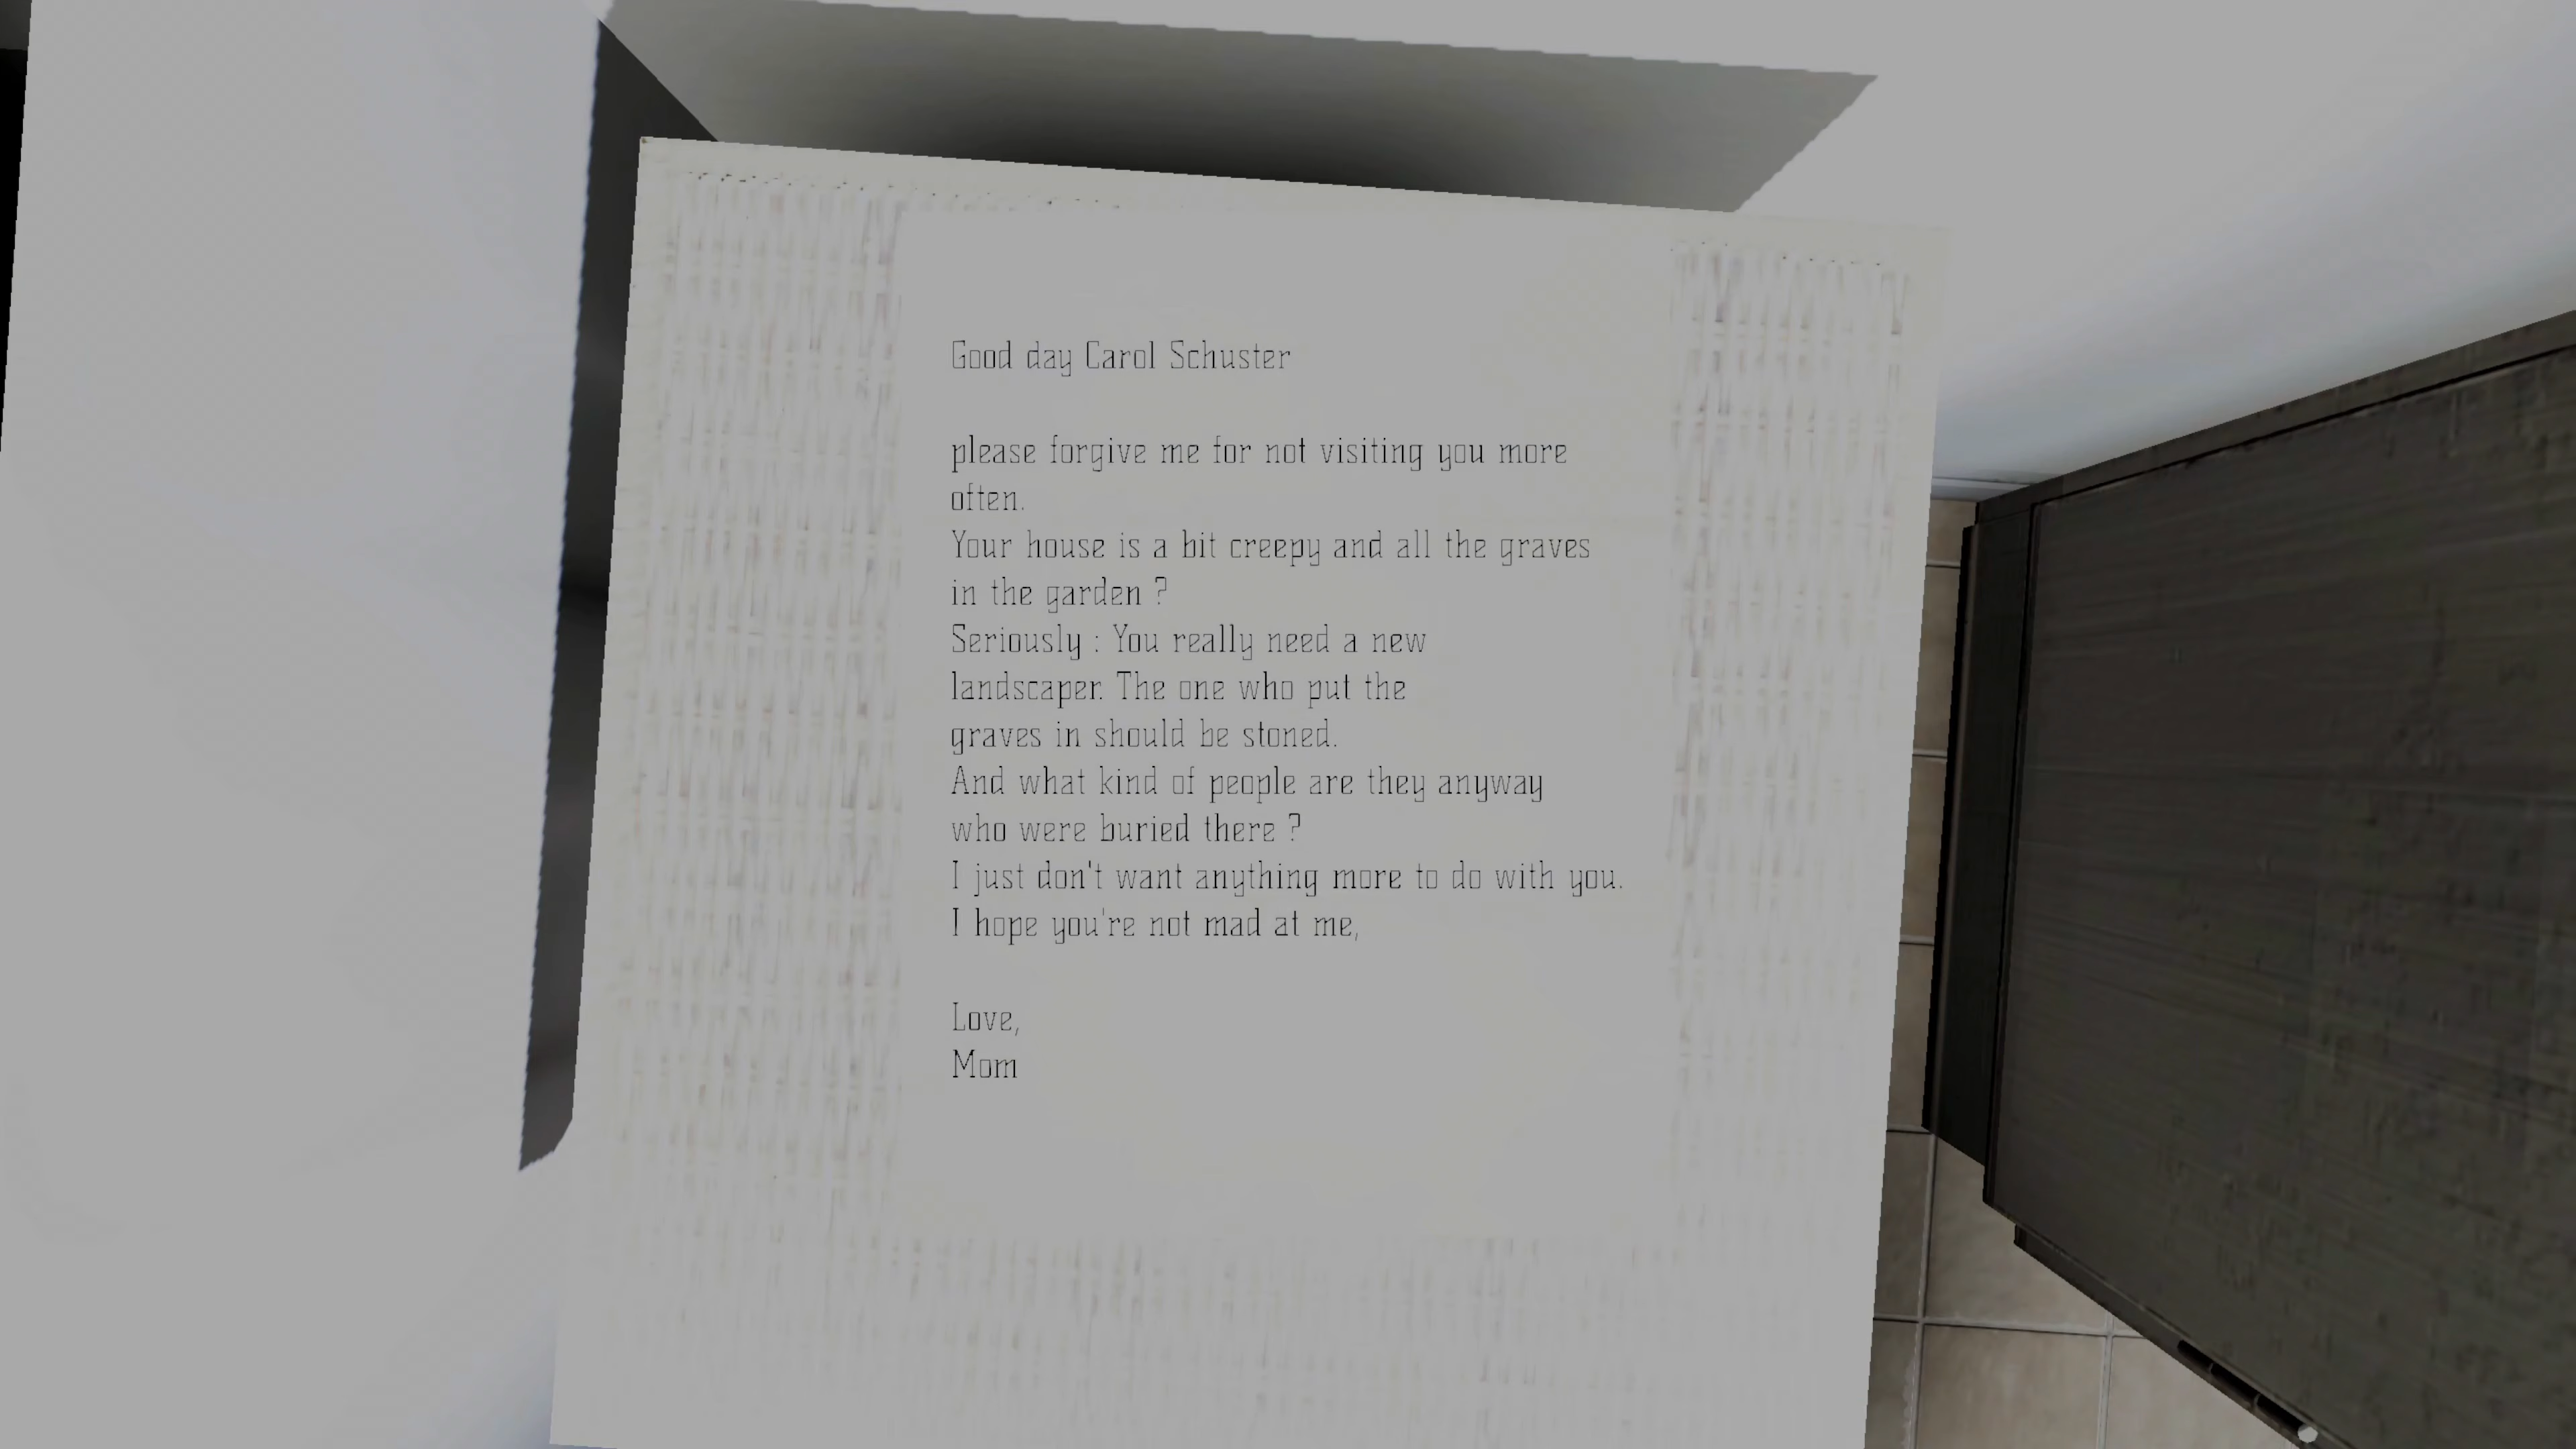 Good day Carol Schuster
please forgive me for not visiting you more
often.
Your house is a bit creepy and all the graves
in the garden ?
Seriously : You really need a new
landscaper. The one who put the
graves in should be stoned.
And what kind of people are they anyway
who were buried there ?
I just don't want anything more to do with you.
I hope you're not mad at me,
Love,
Mom